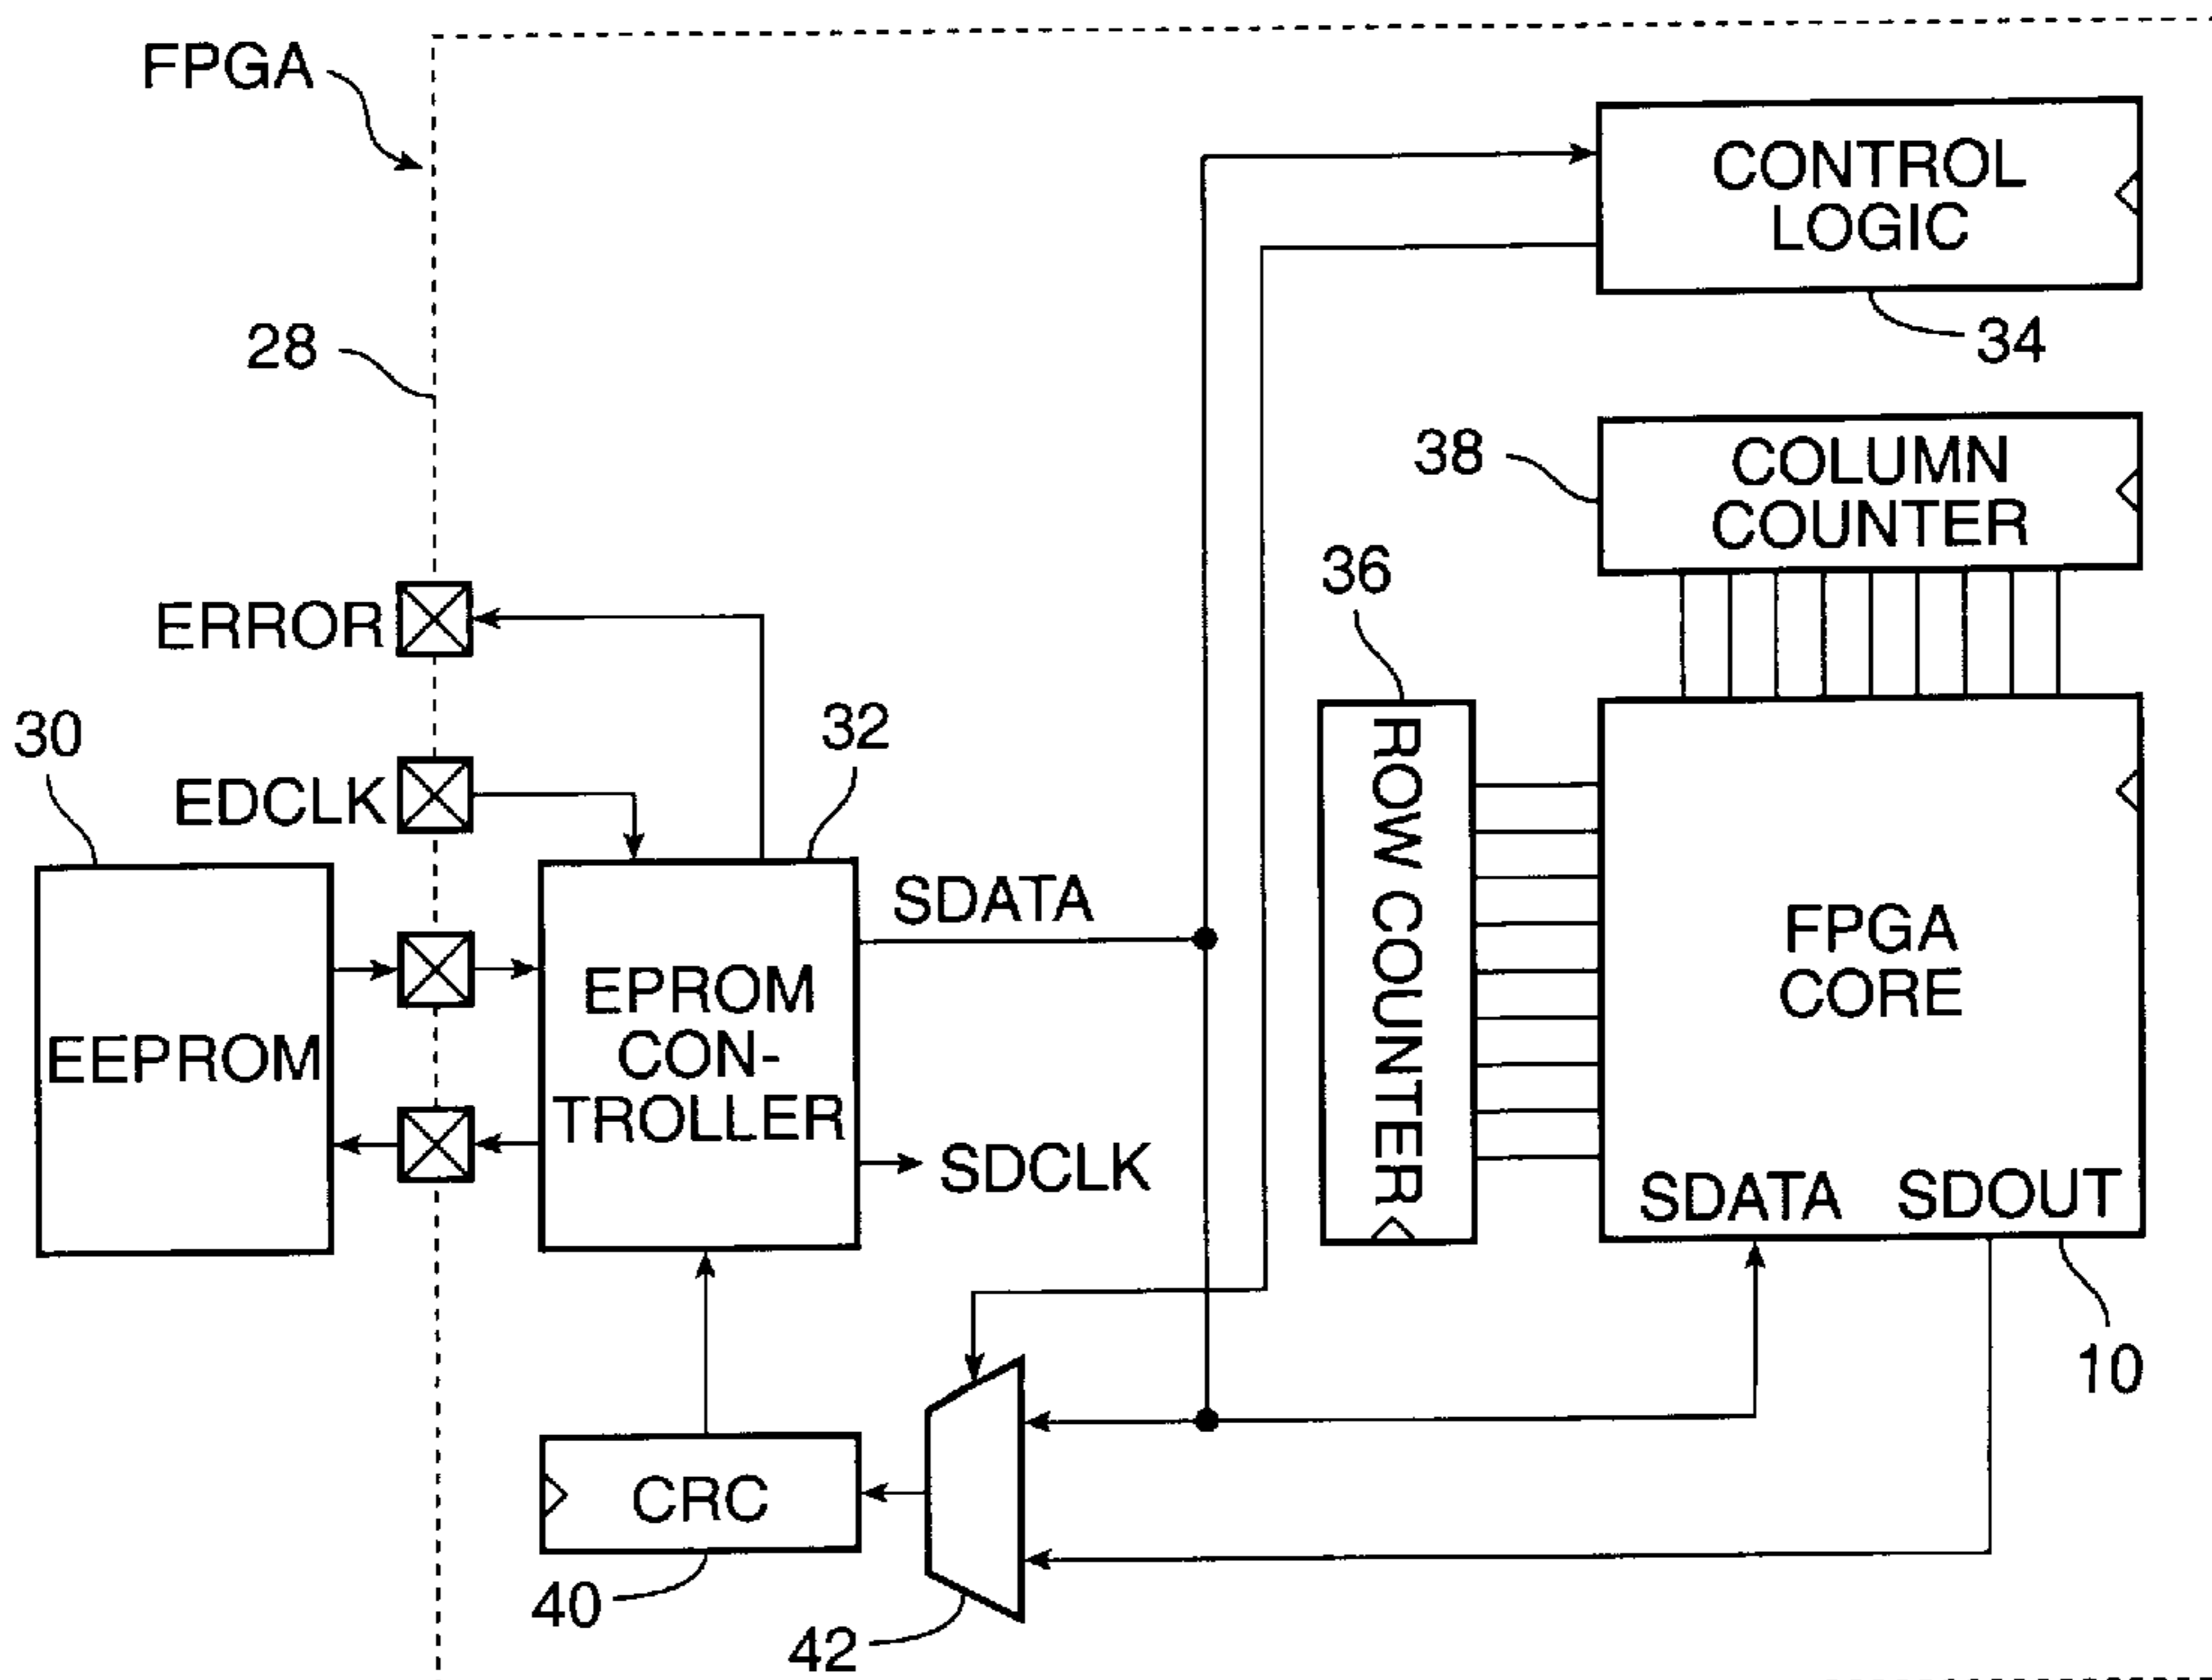 FPGA
CONTROL
LOGIC
34
28
38
COLUMN
COUNTER
36
ERROR
30
EDCLK
32
ROW COUNTER
SDATA
FPGA
CORE
EEPROM
EPROM
CON-
TROLLER
SDCLK
SDATA SDOUT
10
CRC
40
42